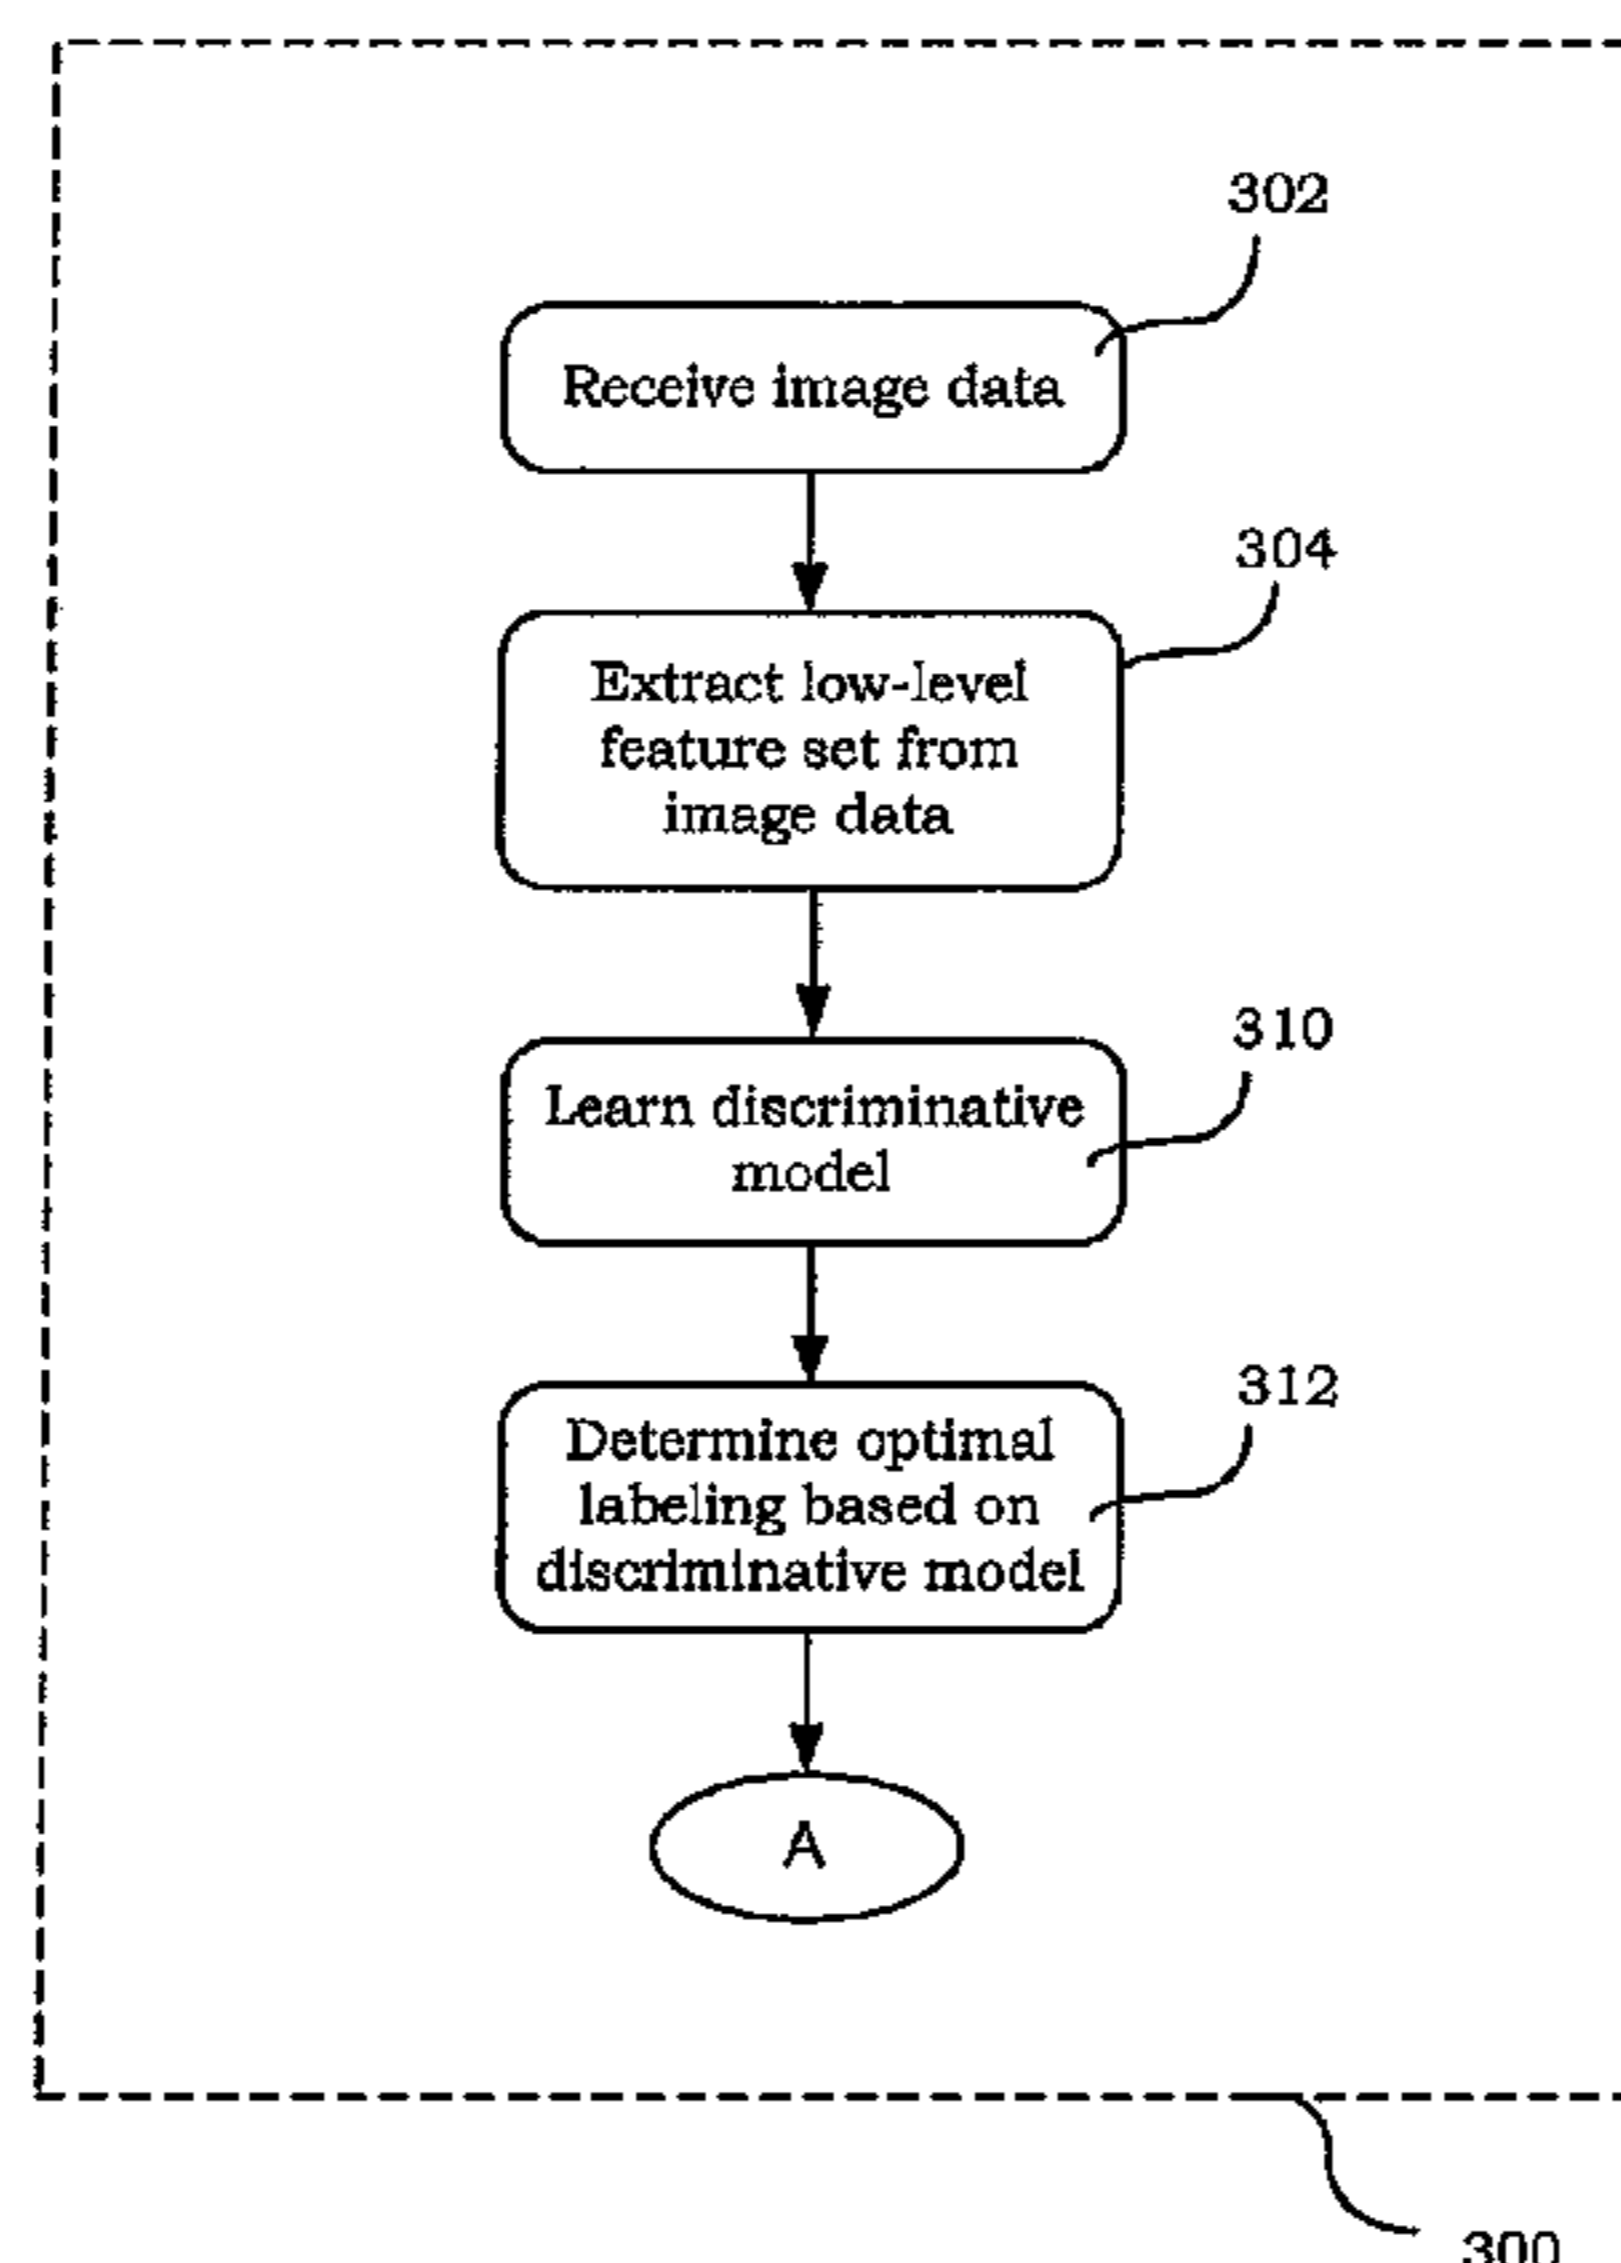 302
Receive image data
304
Extract low-level
feature set from
image data
310
Learn discriminative
model
312
Determine optimal
labeling based on
discriminative model
A
300